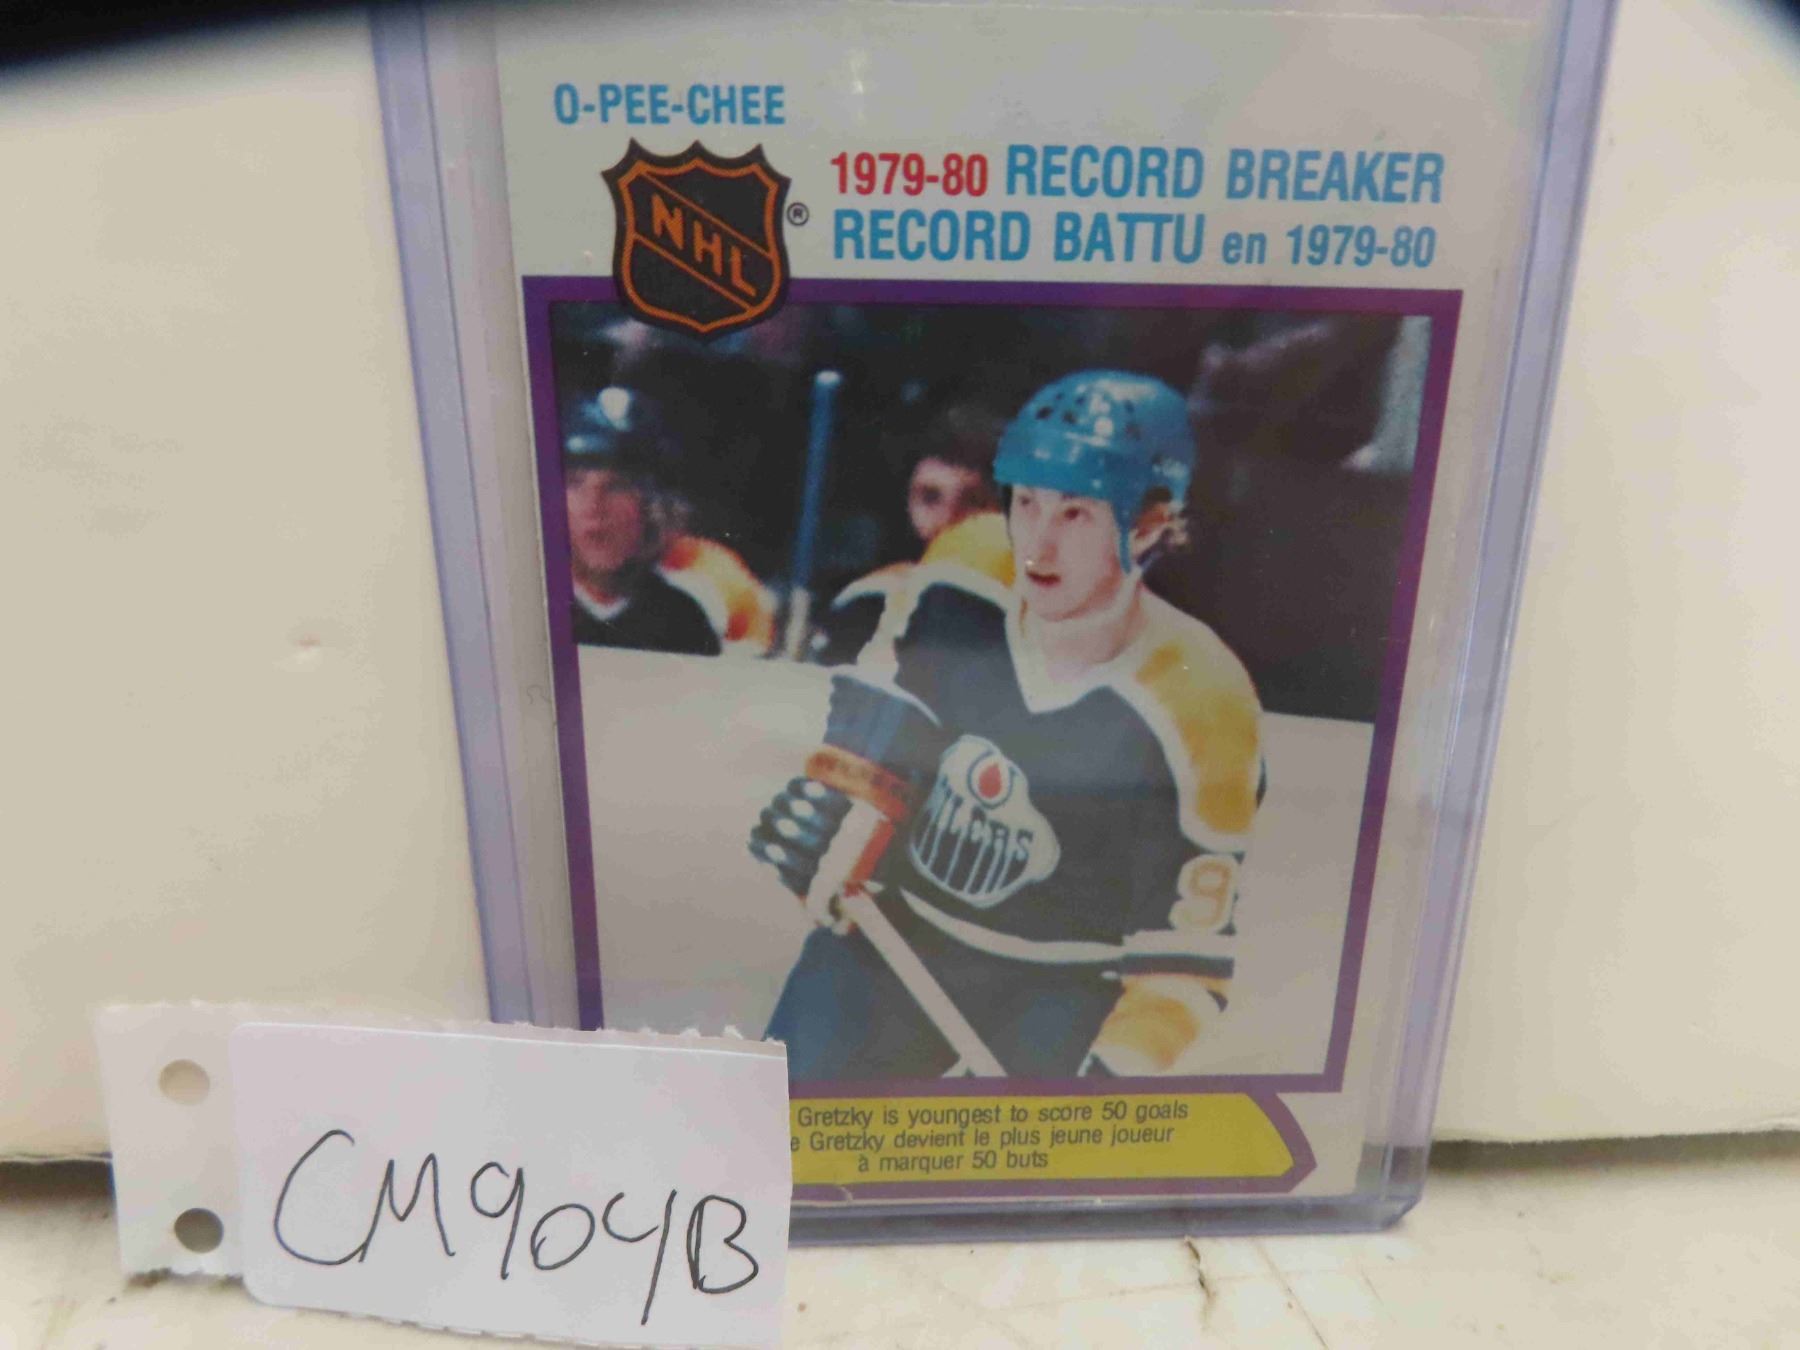 O-PEE-CHEE
NHL ®
1979-80 RECORD BREAKER
RECORD BATTU en 1979-80
OILERS
9
Gretzky is youngest to score 50 goals
e Gretzky devient le plus jeune joueur
à marquer 50 buts
CM904B